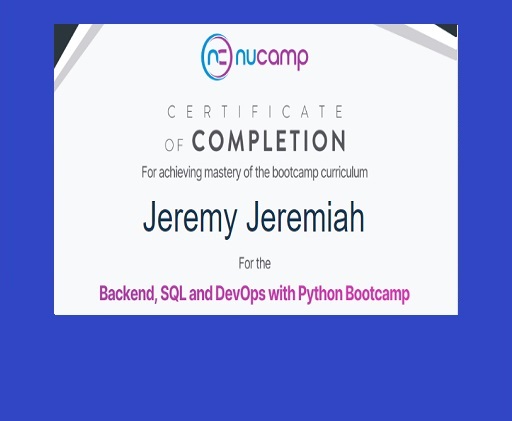 nc nucamp
CERTIFICATE
OF COMPLETION
For achieving mastery of the bootcamp curriculum
Jeremy Jeremiah
For the
Backend, SQL and DevOps with Python Bootcamp